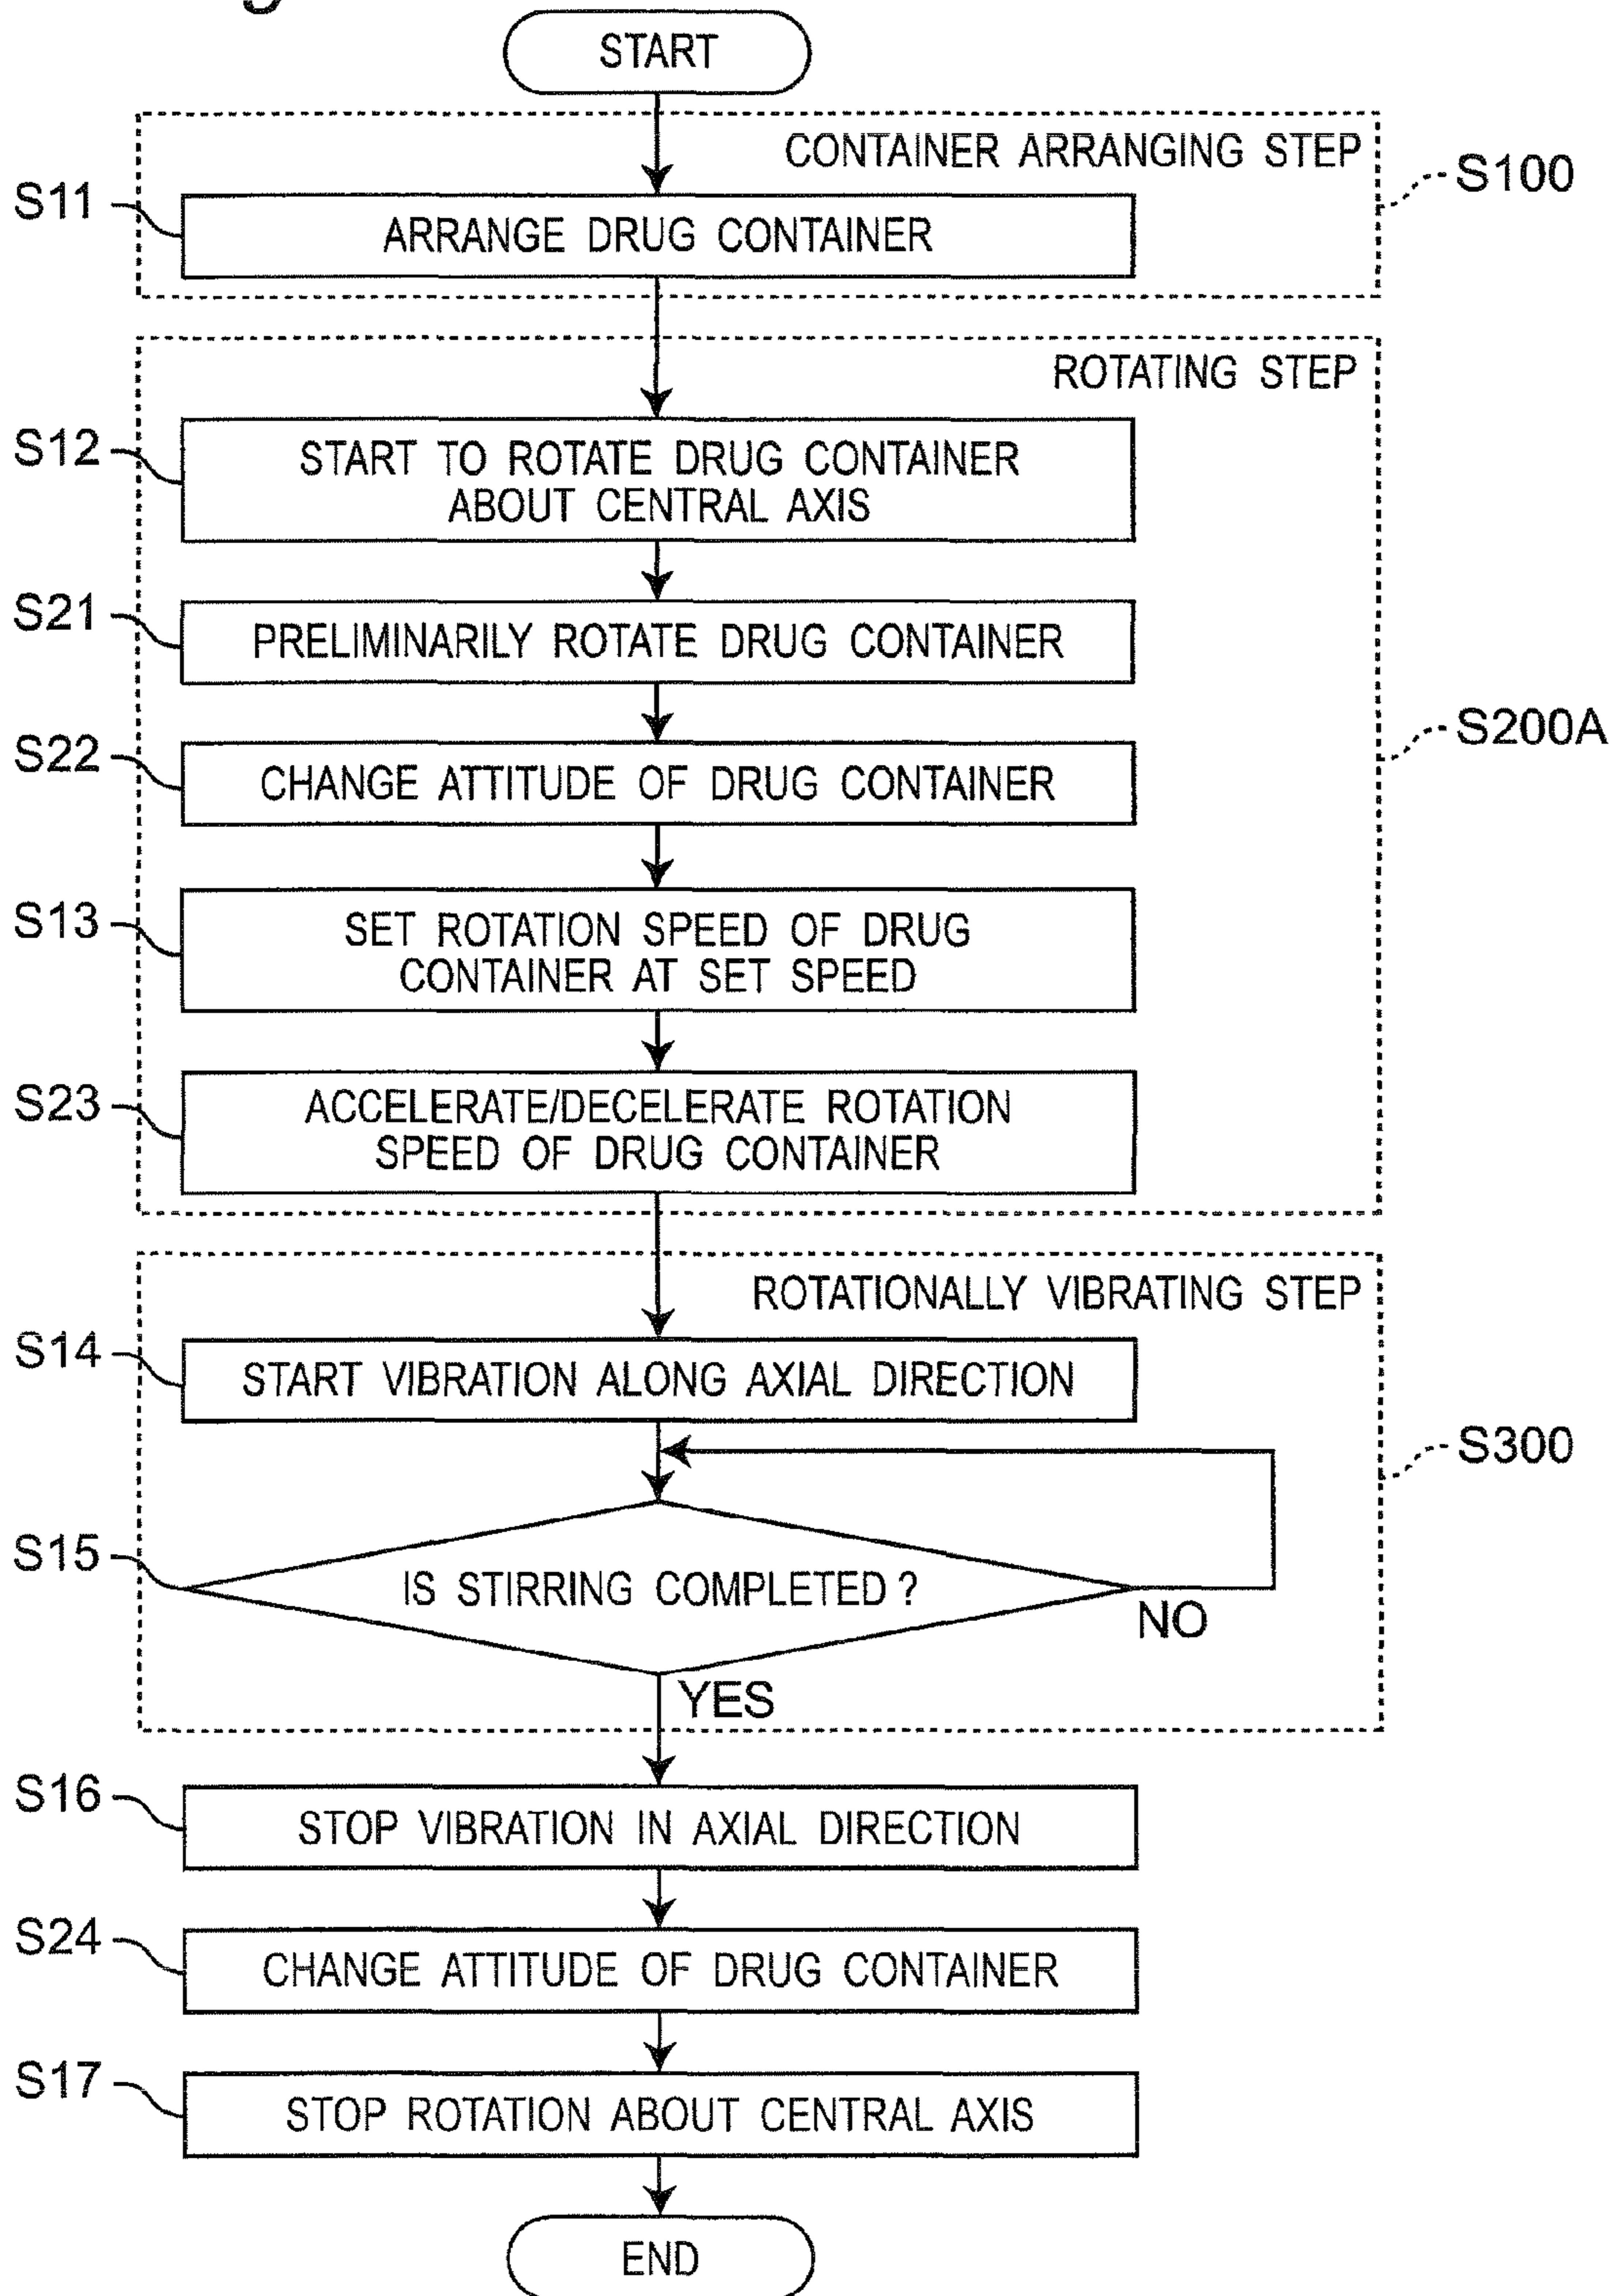 START
CONTAINER ARRANGING STEP
S100
S11
ARRANGE DRUG CONTAINER
ROTATING STEP
S12
START TO ROTATE DRUG CONTAINER
ABOUT CENTRAL AXIS
S21
PRELIMINARILY ROTATE DRUG CONTAINER
S22
CHANGE ATTITUDE OF DRUG CONTAINER
S200A
S13
SET ROTATION SPEED OF DRUG
CONTAINER AT SET SPEED
S23
ACCELERATE/DECELERATE ROTATION
SPEED OF DRUG CONTAINER
ROTATIONALLY VIBRATING STEP
S14
START VIBRATION ALONG AXIAL DIRECTION
S300
S15
IS STIRRING COMPLETED ?
NO
YES
S16
STOP VIBRATION IN AXIAL DIRECTION
S24
CHANGE ATTITUDE OF DRUG CONTAINER
S17
STOP ROTATION ABOUT CENTRAL AXIS
END